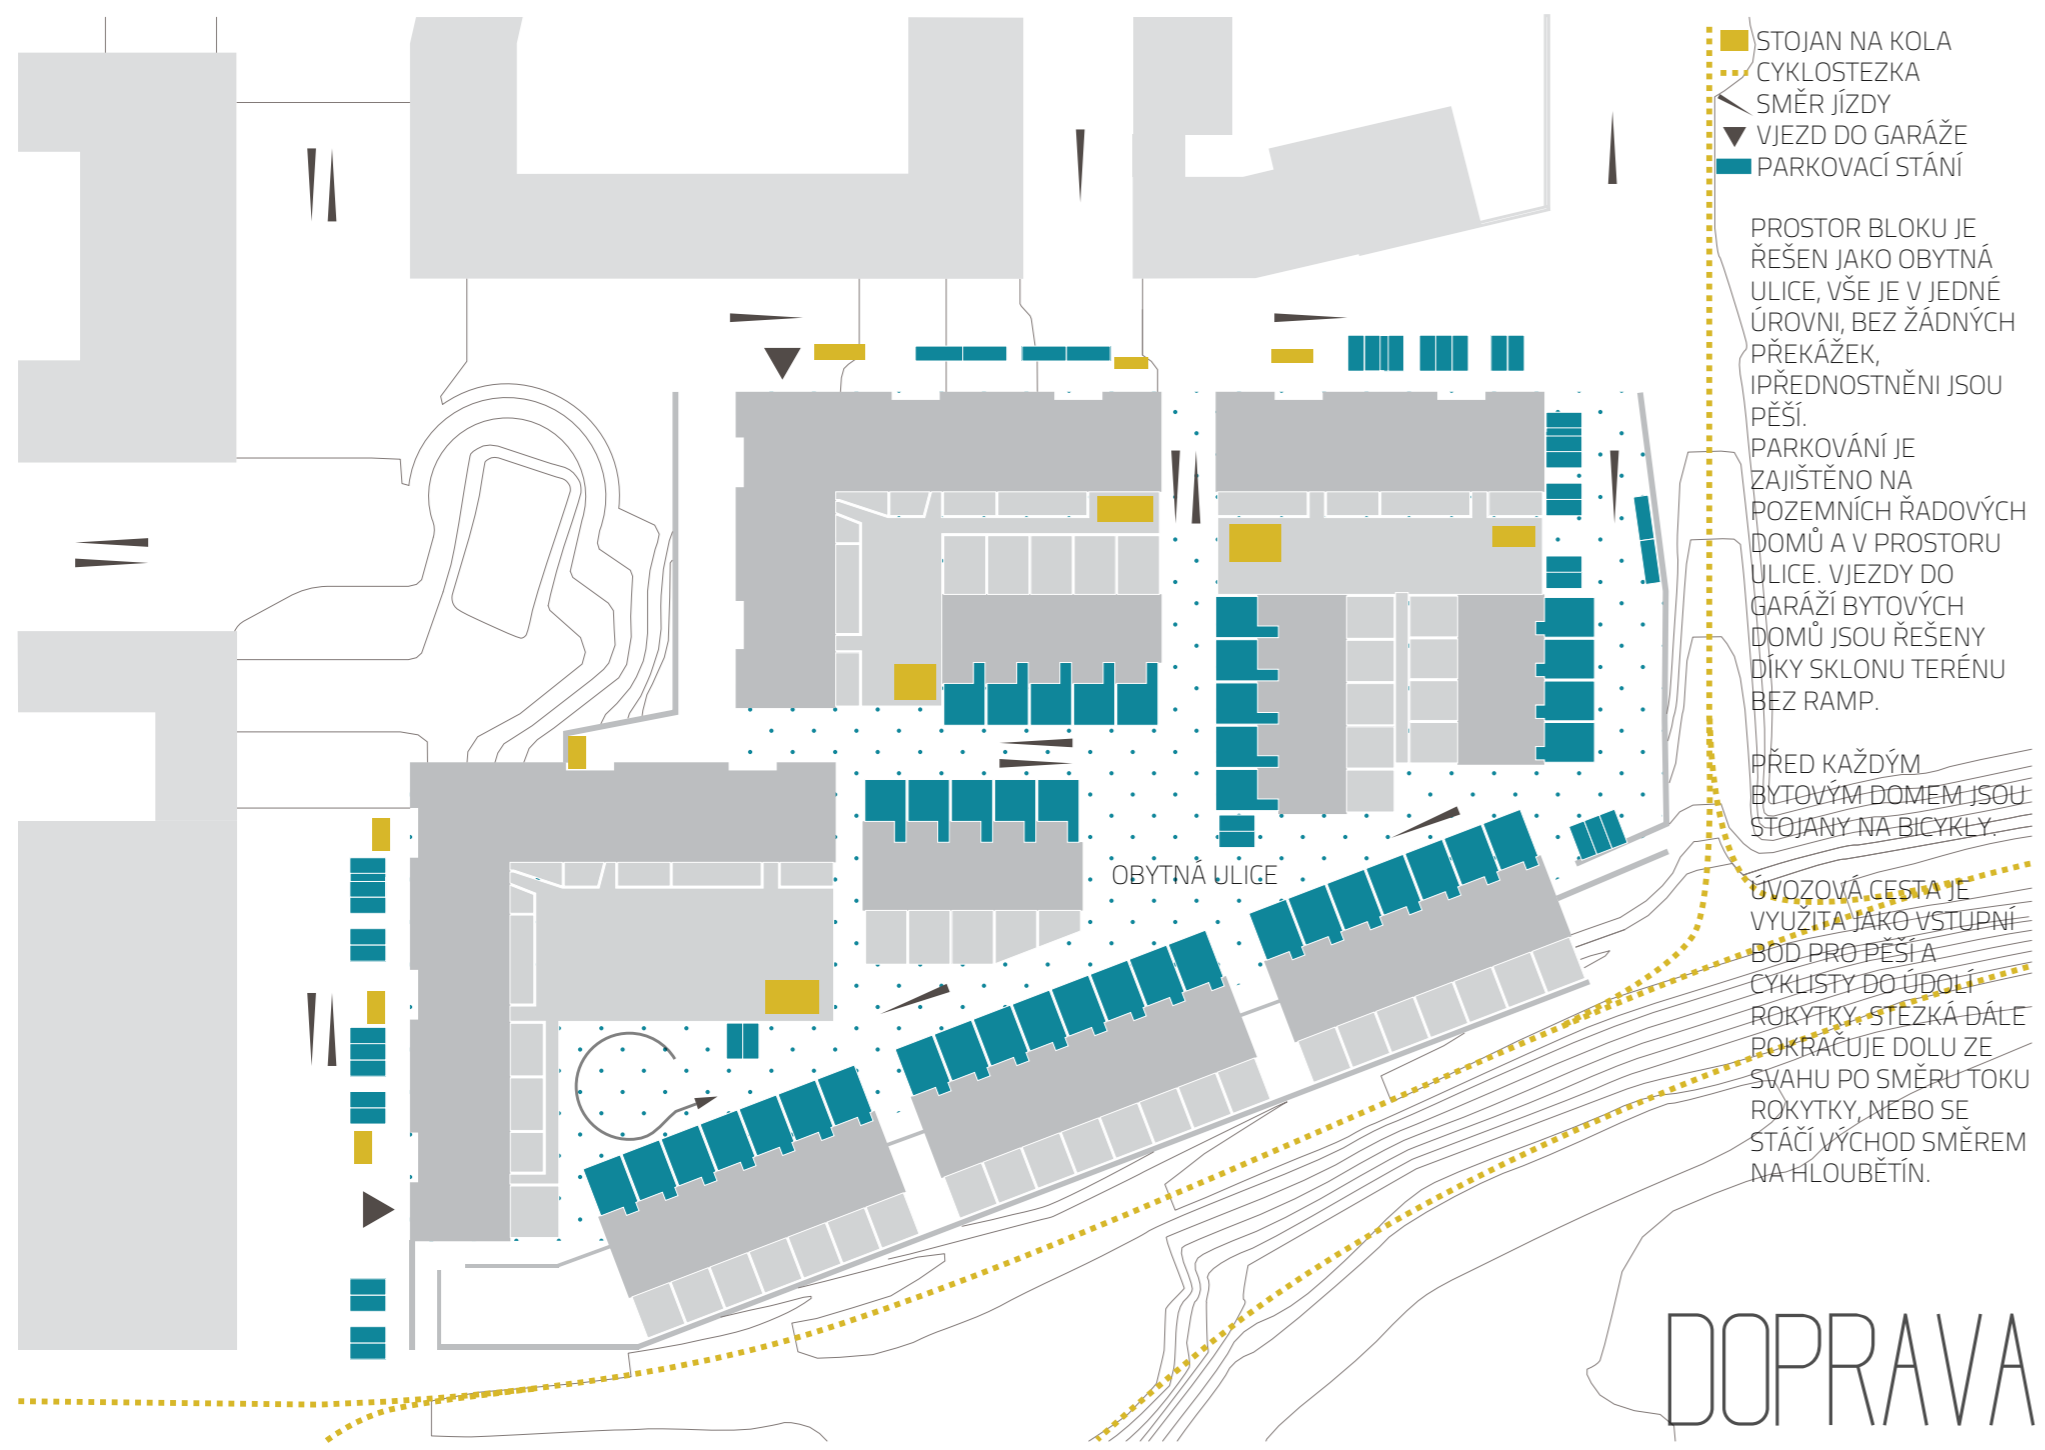 STOJAN NA KOLA
CYKLOSTEZKA
SMĚR JÍZDY
VJEZD DO GARÁŽE
PARKOVACÍ STÁNÍ
PROSTOR BLOKU JE
ŘEŠEN JAKO OBYTNÁ
ULICE, VŠE JE V JEDNÉ
ÚROVNI, BEZ ŽÁDNÝCH
PŘEKÁŽEK,
IPŘEDNOSTNĚNI JSOU
PĚŠÍ.
PARKOVÁNÍ JE
ZAJIŠTĚNO NA
POZEMNÍCH ŘADOVÝCH
DOMŮ A V PROSTORU
ULICE. VJEZDY DO
GARÁŽÍ BYTOVÝCH
DOMŮ JSOU ŘEŠENY
DÍKY SKLONU TERÉNU
BEZ RAMP.
PŘED KAŽDÝM
BYTOVÝM DOMEM JSOU
STOJANY NA BICYKLY.
ÚVOZOVÁ CESTA JE
VYUŽITA JAKO VSTUPNÍ
BOD PRO PĚŠÍ A
CYKLISTY DO ÚDOLÍ
ROKYTKY. STEZKA DÁLE
POKRAČUJE DOLU ZE
SVAHU PO SMĚRU TOKU
ROKYTKY, NEBO SE
STÁČÍ VÝCHOD SMĚREM
NA HLOUBĚTÍN.
OBYTNÁ ULICE
DOPRAVA